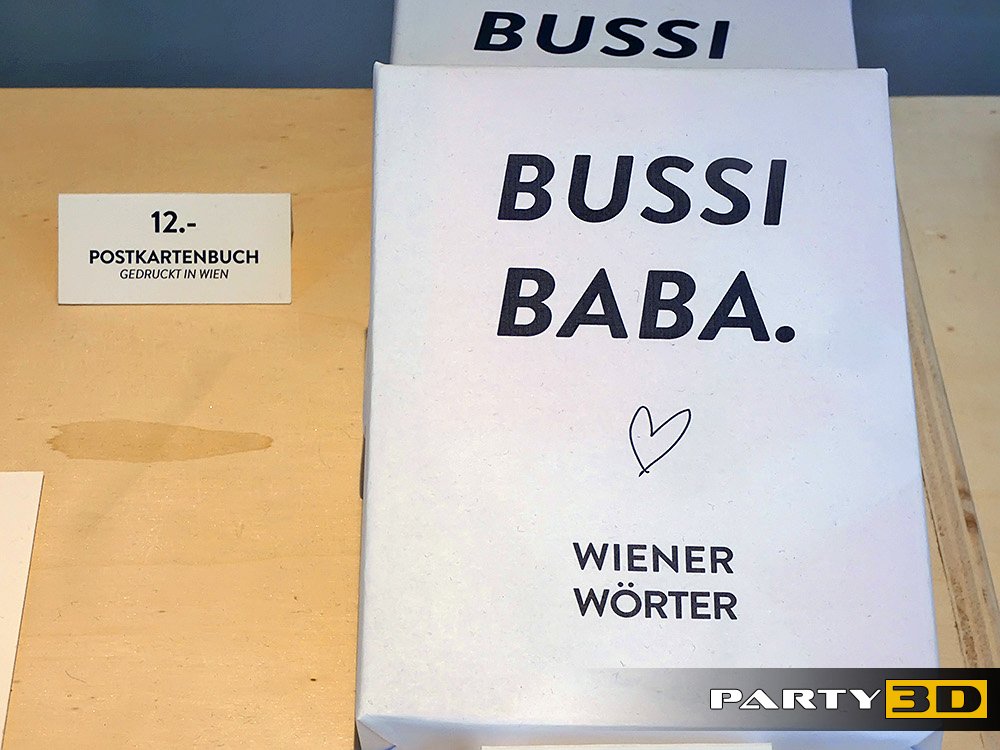 BUSSI
12.-
POSTKARTENBUCH
GEDRUCKT IN WIEN
BUSSI
BABA.
WIENER
WÖRTER
PARTY3D